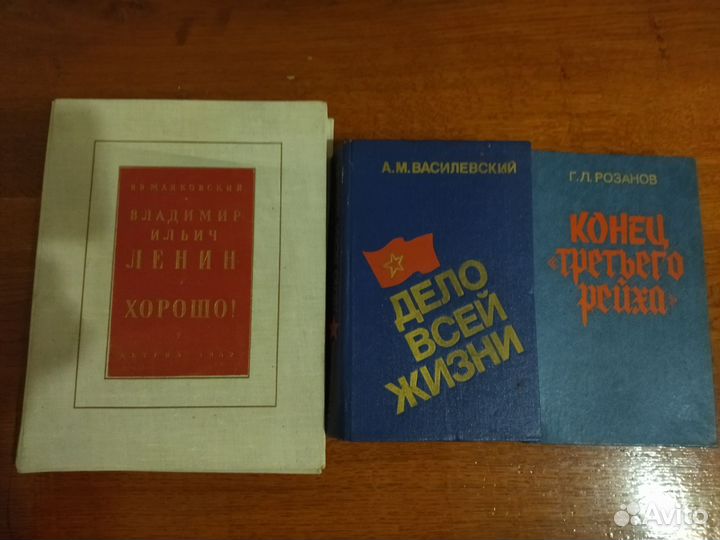 В.В.МАЯКОВСКИЙ
ВЛАДИМИР
ИЛЬИЧ
ЛЕНИН
ХОРОШО!
А.М.ВАСИЛЕВСКИЙ
ДЕЛО
ВСЕЙ
ЖИЗНИ
Г.Л.РОЗАНОВ
КОНЕЦ
«третьего
рейха»
Avito